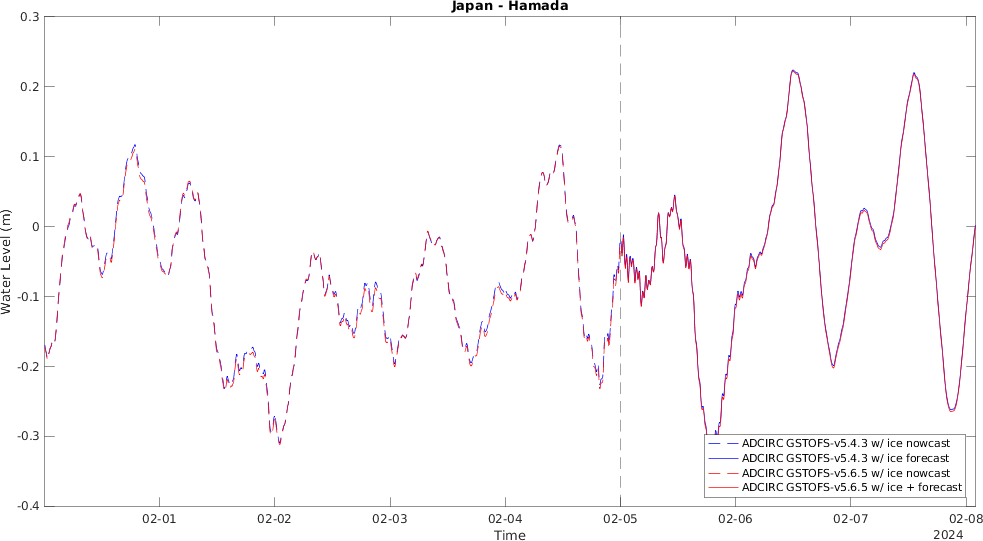 Japan - Hamada
0.3
0.2
0.1
0
-0.1
-0.2
-0.3
-0.4
Water Level (m)
02-01 02-02 02-03 02-04 02-05 02-06 02-07 02-08
2024
Time
ADCIRC GSTOFS-v5.4.3 w/ ice nowcast
ADCIRC GSTOFS-v5.4.3 w/ ice forecast
ADCIRC GSTOFS-v5.6.5 w/ ice nowcast
ADCIRC GSTOFS-v5.6.5 w/ ice + forecast